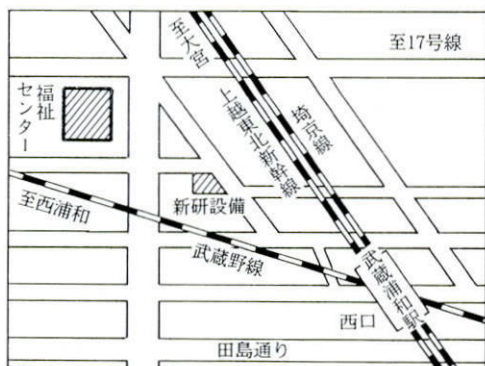 至大宮
至17号線
福祉
センター
上越東北新幹線
埼京線
新研設備
至西浦和
武蔵野線
武蔵浦和駅
西口
田島通り